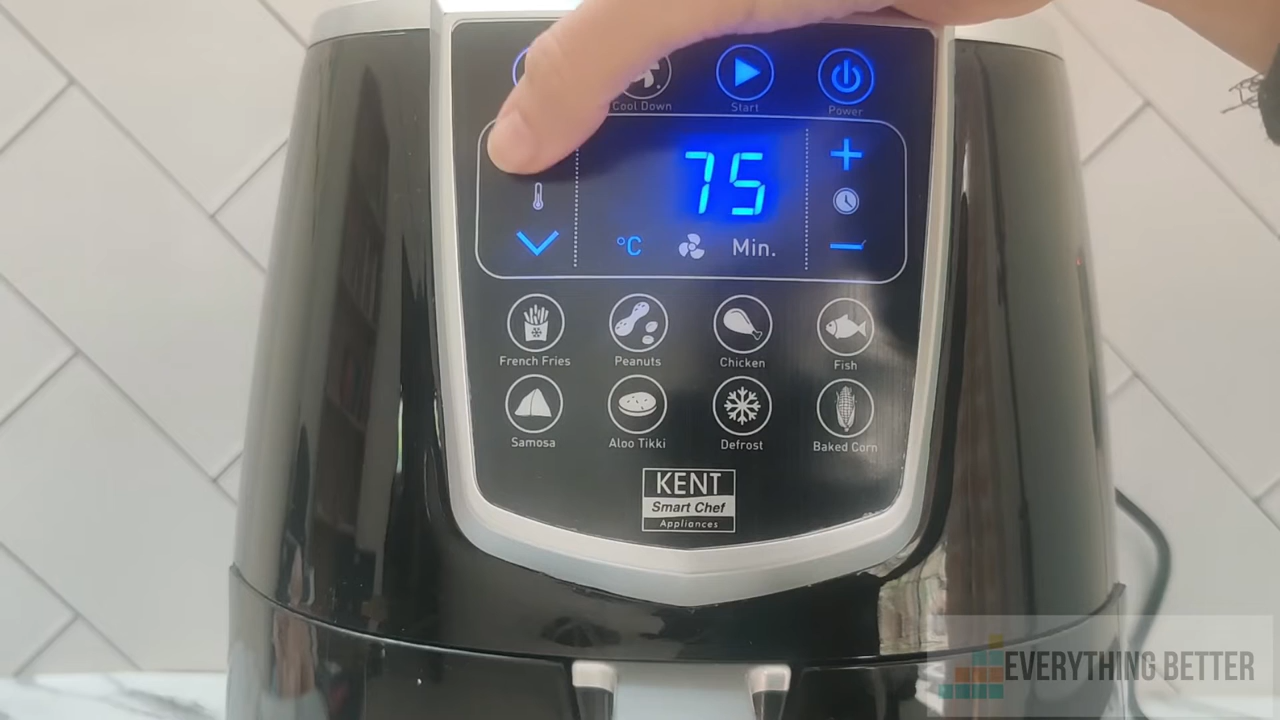 Cool Down
Start
Power
75
°C
Min.
French Fries
Peanuts
Chicken
Fish
Samosa
Aloo Tikki
Defrost
Baked Corn
KENT
Smart Chef
Appliances
EVERYTHING BETTER